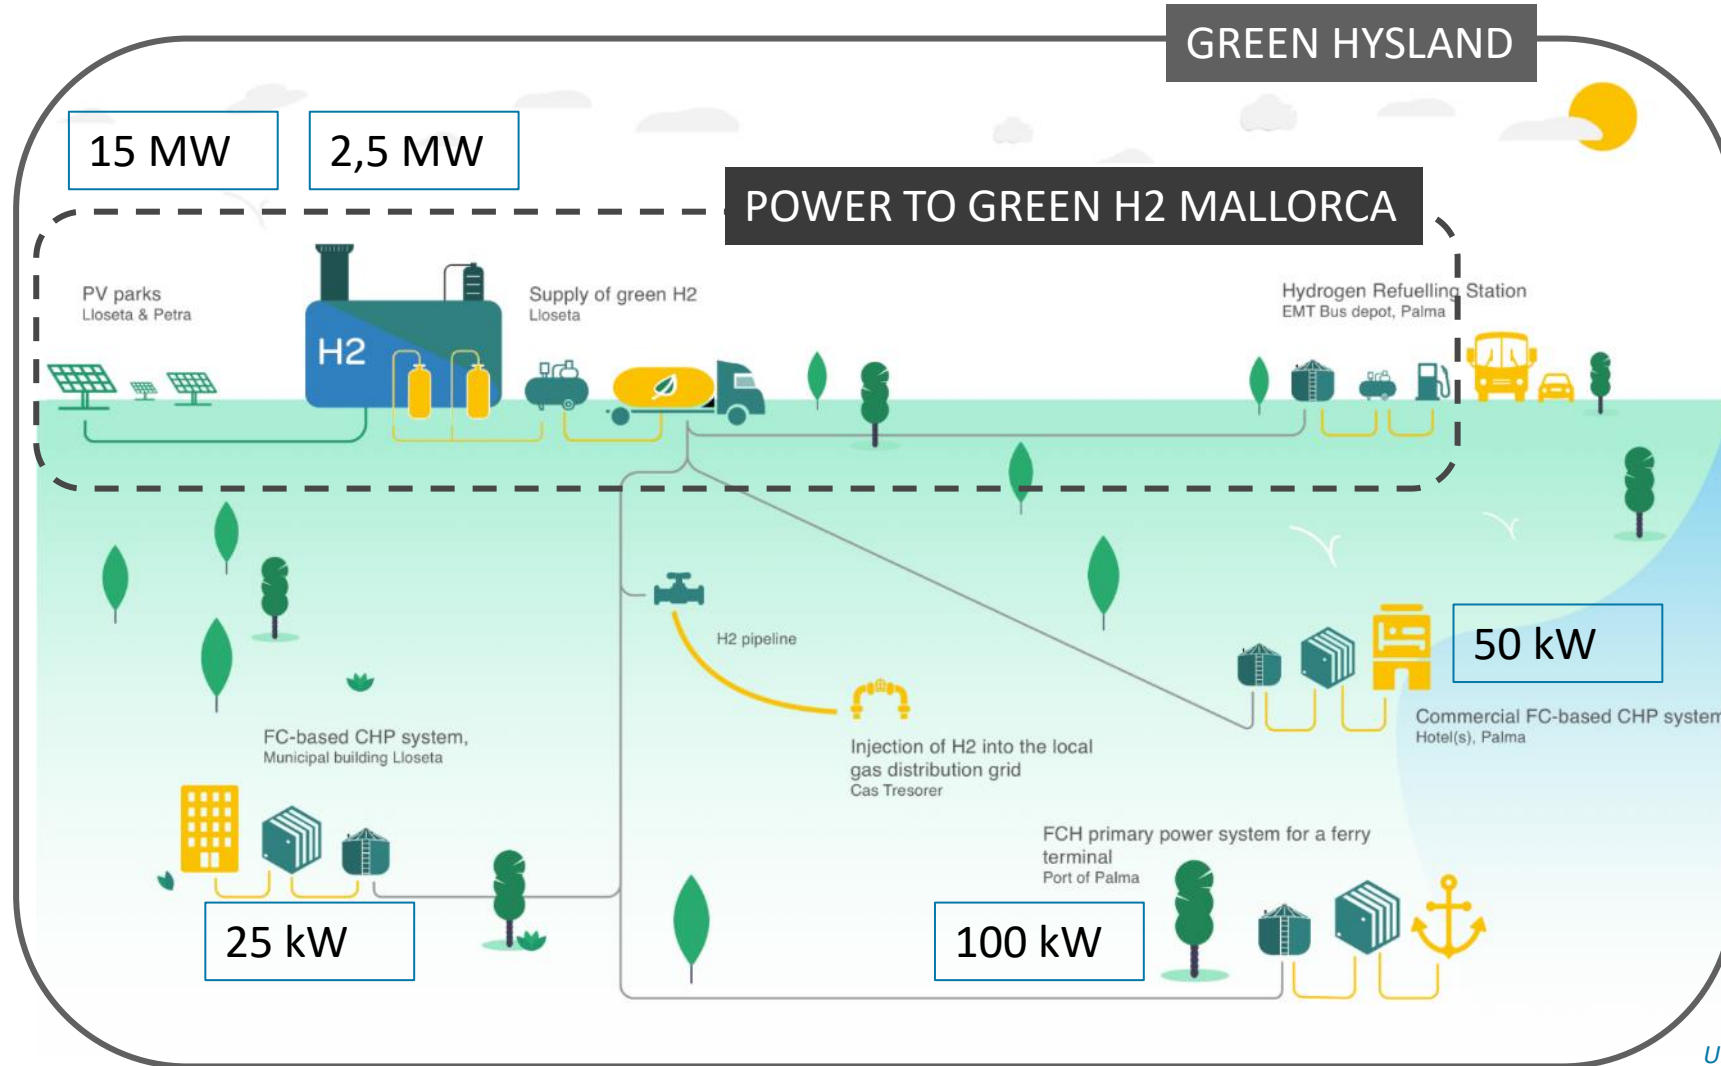 GREEN HYSLAND
15 MW
2,5 MW
POWER TO GREEN H2 MALLORCA
PV parks
Lloseta & Petra
H2
Supply of green H2
Lloseta
Hydrogen Refuelling Station
EMT Bus depot, Palma
H2 pipeline
50 kW
Commercial FC-based CHP system
Hotel(s), Palma
FC-based CHP system,
Municipal building Lloseta
Injection of H2 into the local
gas distribution grid
Cas Tresorer
25 kW
FCH primary power system for a ferry
terminal
Port of Palma
100 kW
U